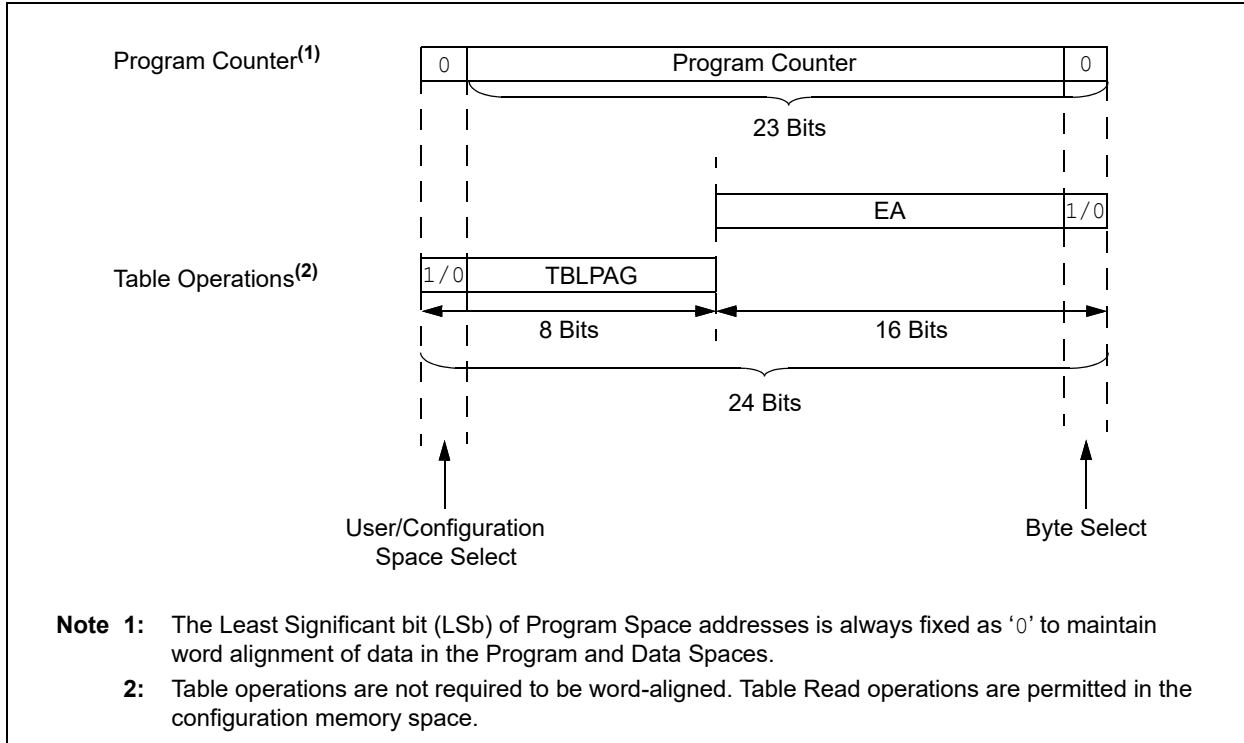 Program Counter(1)
0
Program Counter
0
23 Bits
EA
1/0
Table Operations(2)
1/0
TBLPAG
8 Bits
16 Bits
24 Bits
User/Configuration
Space Select
Byte Select
Note 1: The Least Significant bit (LSb) of Program Space addresses is always fixed as ‘0’ to maintain
word alignment of data in the Program and Data Spaces.
2: Table operations are not required to be word-aligned. Table Read operations are permitted in the
configuration memory space.